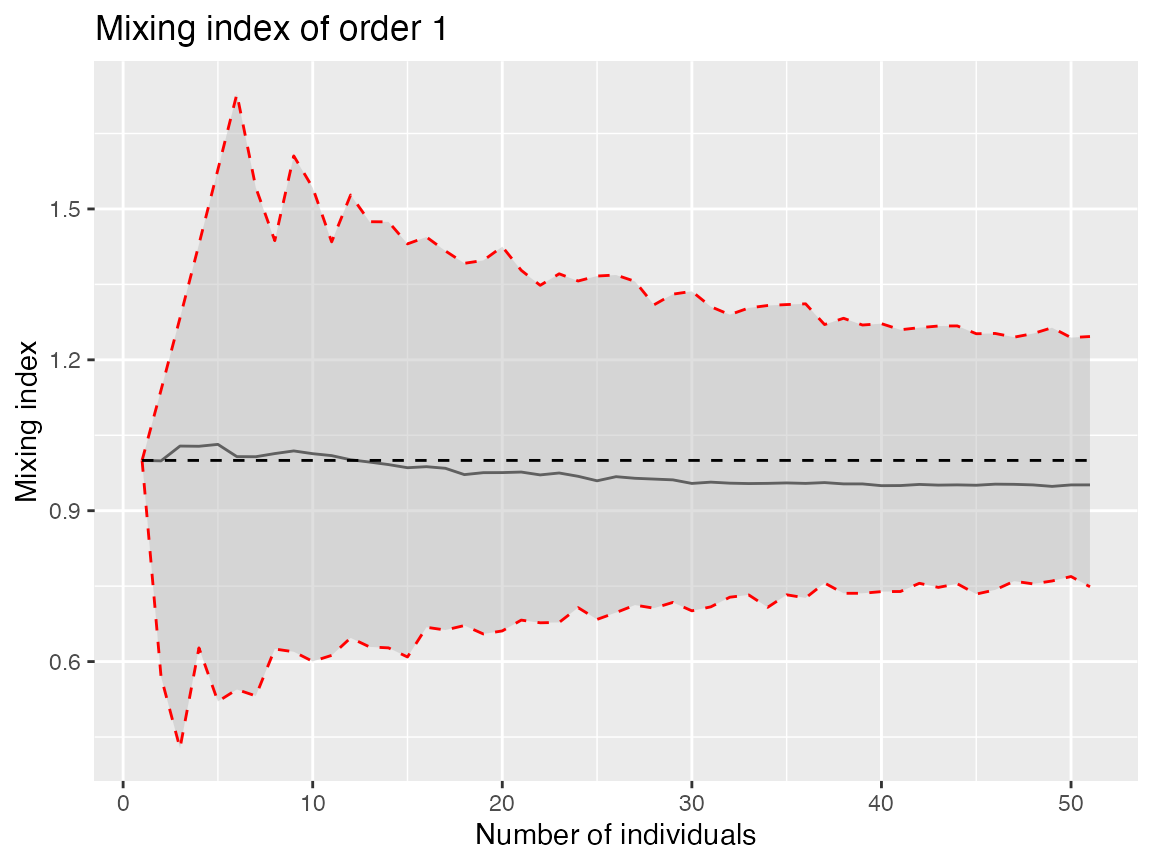 Mixing index of order 1
Mixing index
1.5
1.2
0.9
0.6
0 10 20 30 40 50
Number of individuals